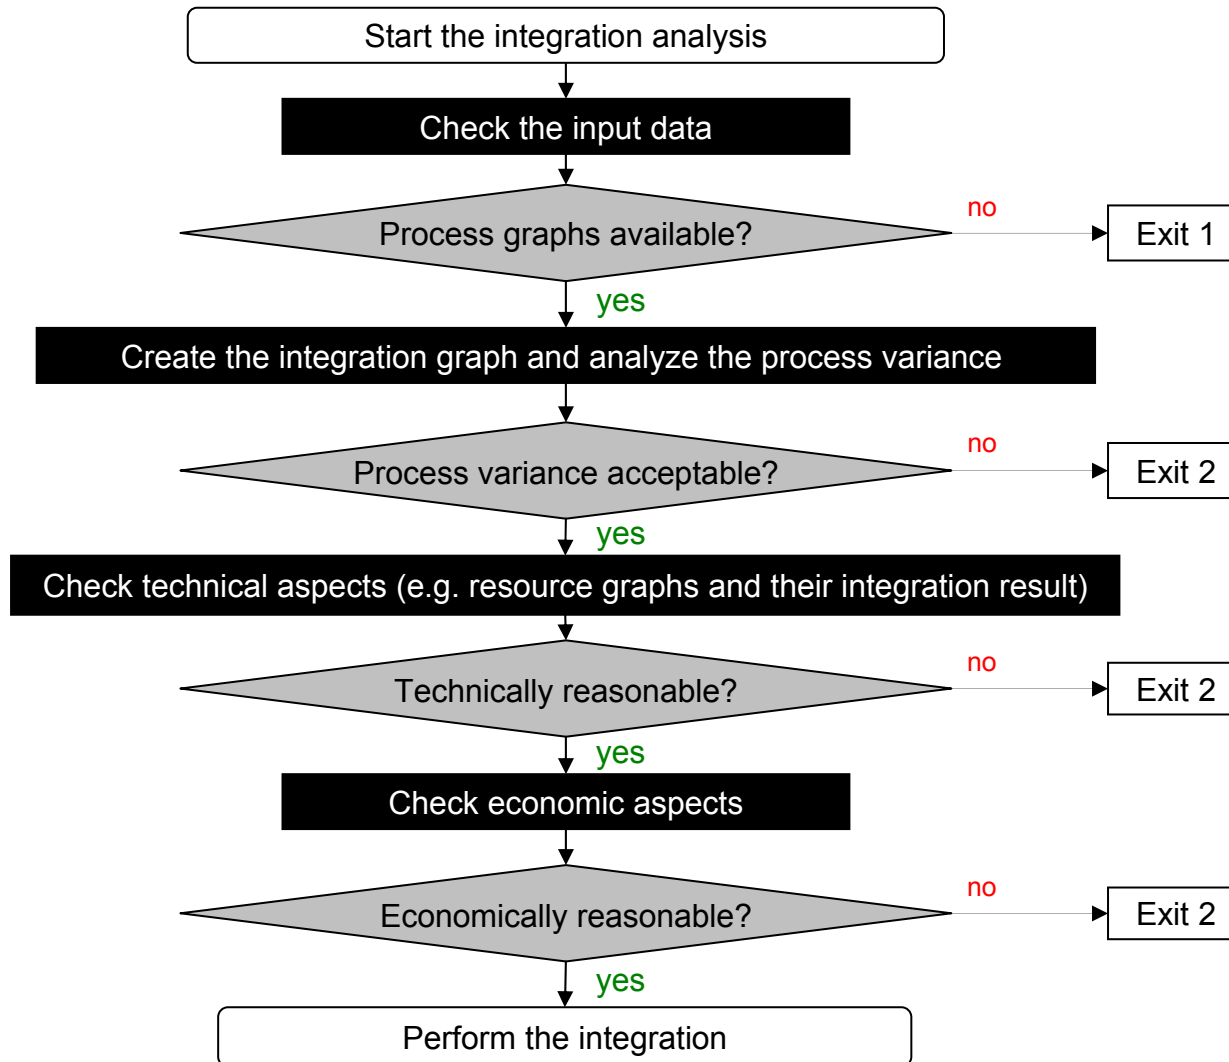 Start the integration analysis
Check the input data
Process graphs available?
no
Exit 1
yes
Create the integration graph and analyze the process variance
Process variance acceptable?
no
Exit 2
yes
Check technical aspects (e.g. resource graphs and their integration result)
Technically reasonable?
no
Exit 2
yes
Check economic aspects
Economically reasonable?
no
Exit 2
yes
Perform the integration